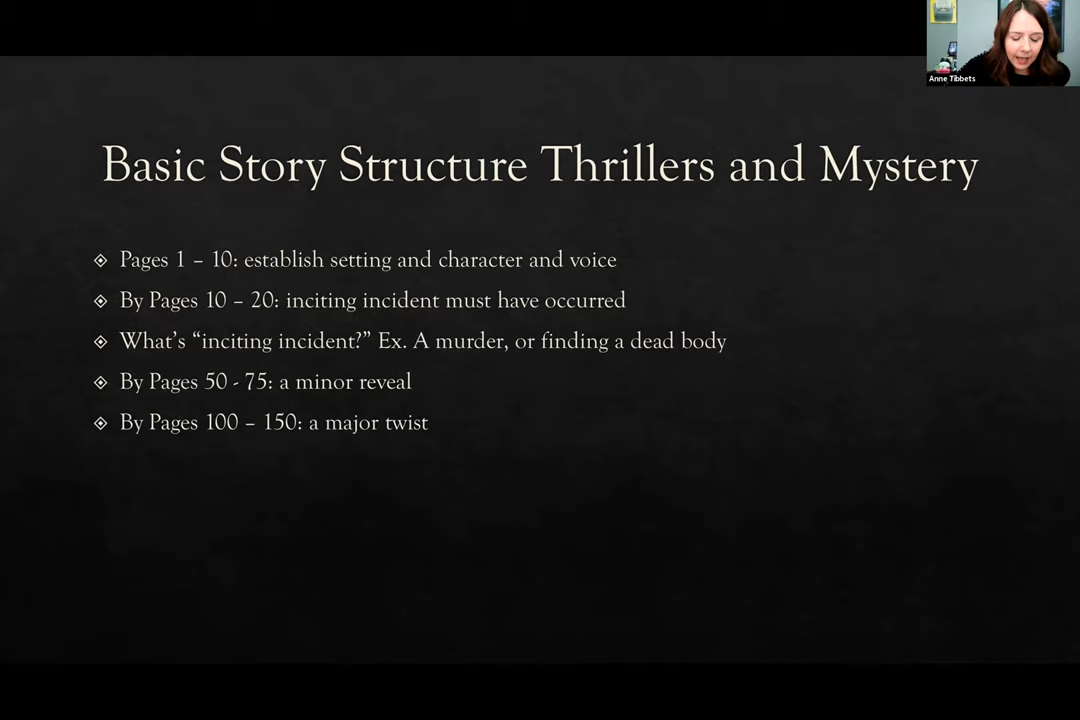 Anne Tibbets
Basic Story Structure Thrillers and Mystery
Pages 1 – 10: establish setting and character and voice
By Pages 10 – 20: inciting incident must have occurred
What’s “inciting incident?” Ex. A murder, or finding a dead body
By Pages 50 - 75: a minor reveal
By Pages 100 – 150: a major twist